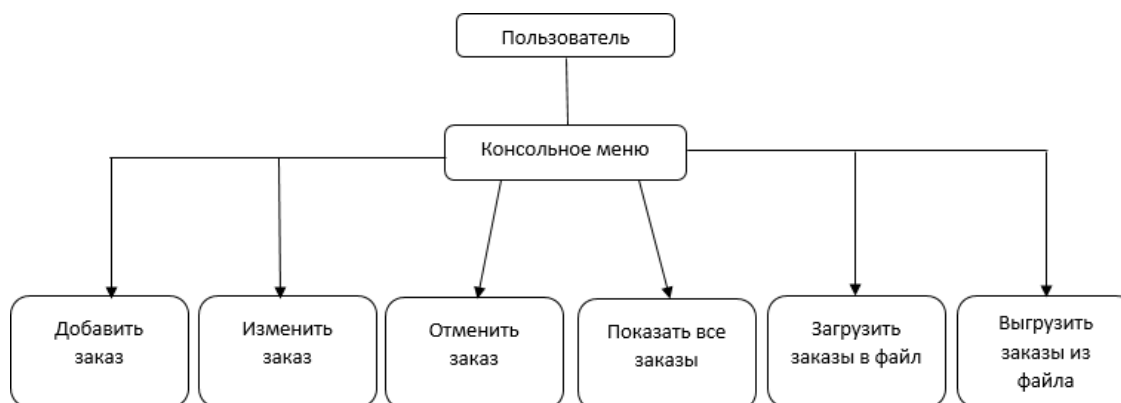 Пользователь
Консольное меню
Добавить
заказ
Изменить
заказ
Отменить
заказ
Показать все
заказы
Загрузить
заказы в файл
Выгрузить
заказы из
файла